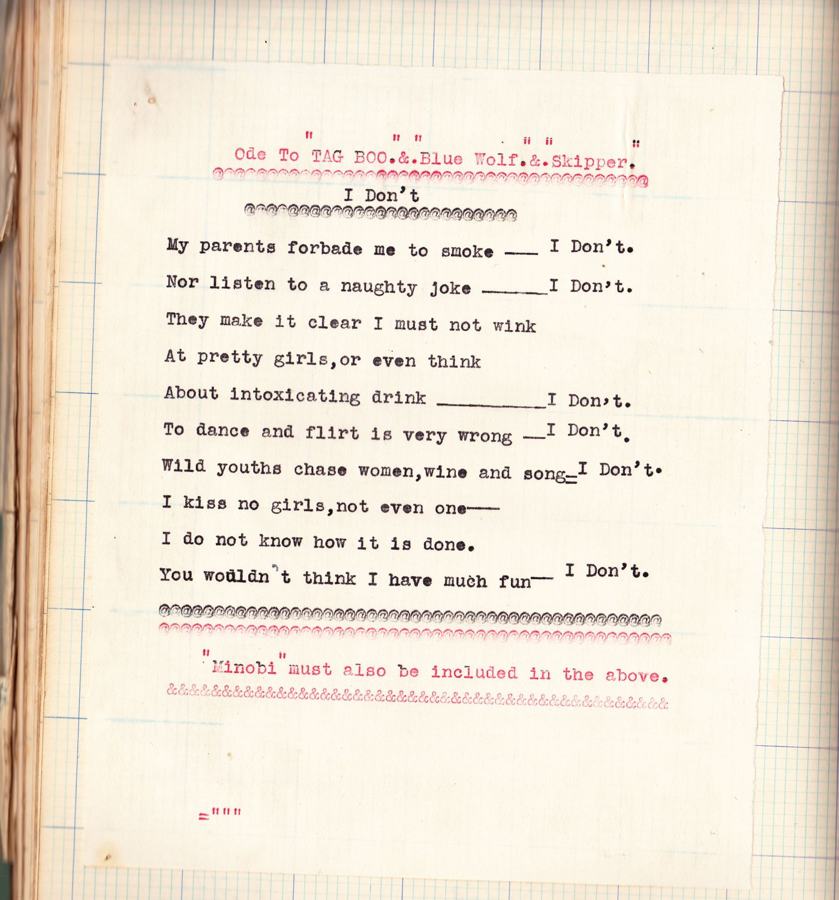 Ode To "TAG BOO".&."Blue Wolf".&."Skipper".
I Don't
My parents forbade me to smoke ___ I Don't.
Nor listen to a naughty joke ______I Don't.
They make it clear I must not wink
At pretty girls,or even think
About intoxicating drink __________I Don't.
To dance and flirt is very wrong __I Don't.
Wild youths chase women,wine and song_I Don't.
I kiss no girls,not even one——
I do not know how it is done.
You wouldn't think I have much fun— I Don't.
"Minobi"must also be included in the above.
&&&&&&&&&&&&&&&&&&&&&&&&&&&&&&&&&&&&&&&&&&&&&&
="""